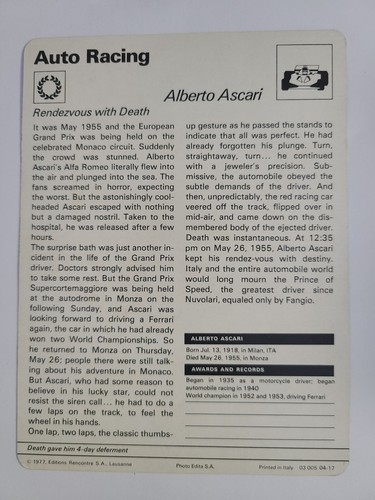 Auto Racing
Alberto Ascari
Rendezvous with Death
It was May 1955 and the European
Grand Prix was being held on the
celebrated Monaco circuit. Suddenly
the crowd was stunned. Alberto
Ascari's Alfa Romeo literally flew into
the air and plunged into the sea. The
fans screamed in horror, expecting
the worst. But the astonishingly cool-
headed Ascari escaped with nothing
but a damaged nostril. Taken to the
hospital, he was released after a few
hours.
The surprise bath was just another in-
cident in the life of the Grand Prix
driver. Doctors strongly advised him
to take some rest. But the Grand Prix
Supercortemaggiore was being held
at the autodrome in Monza on the
following Sunday, and Ascari was
looking forward to driving a Ferrari
again, the car in which he had already
won two World Championships. So
he returned to Monza on Thursday,
May 26; people there were still talk-
ing about his adventure in Monaco.
But Ascari, who had some reason to
believe in his lucky star, could not
resist the siren call... he had to do a
few laps on the track, to feel the
wheel in his hands.
One lap, two laps, the classic thumbs-
up gesture as he passed the stands to
indicate that all was perfect. He had
already forgotten his plunge. Turn,
straightaway, turn... he continued
with a jeweler's precision. Sub-
missive, the automobile obeyed the
subtle demands of the driver. And
then, unpredictably, the red racing car
veered off the track, flipped over in
mid-air, and came down on the dis-
membered body of the ejected driver.
Death was instantaneous. At 12:35
pm on May 26, 1955, Alberto Ascari
kept his rendez-vous with destiny.
Italy and the entire automobile world
would long mourn the Prince of
Speed, the greatest driver since
Nuvolari, equaled only by Fangio.
ALBERTO ASCARI
Born Jul. 13, 1918, in Milan, ITA
Died May 26, 1955, in Monza
AWARDS AND RECORDS
Began in 1935 as a motorcycle driver; began
automobile racing in 1940
World champion in 1952 and 1953, driving Ferrari
Death gave him 4-day deferment
© 1977, Editions Rencontre S.A., Lausanne
Photo Edita S.A.
Printed in Italy 03 005 04-17